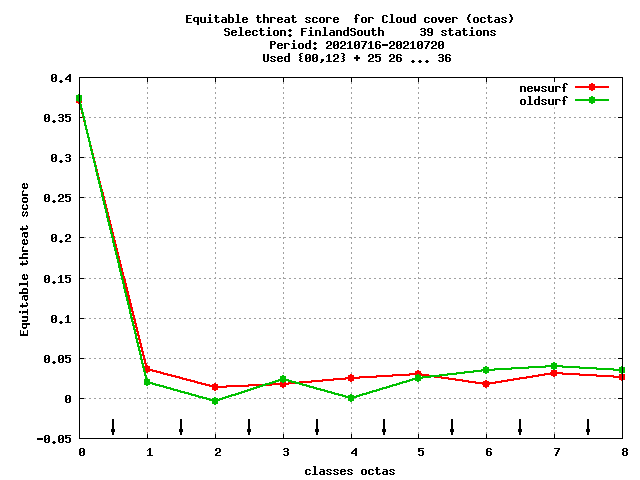 Equitable threat score  for Cloud cover (octas)
Selection: FinlandSouth     39 stations
Period: 20210716-20210720
Used {00,12} + 25 26 ... 36
newsurf
oldsurf
Equitable threat score
0.4
0.35
0.3
0.25
0.2
0.15
0.1
0.05
0
-0.05
0 1 2 3 4 5 6 7 8
classes octas